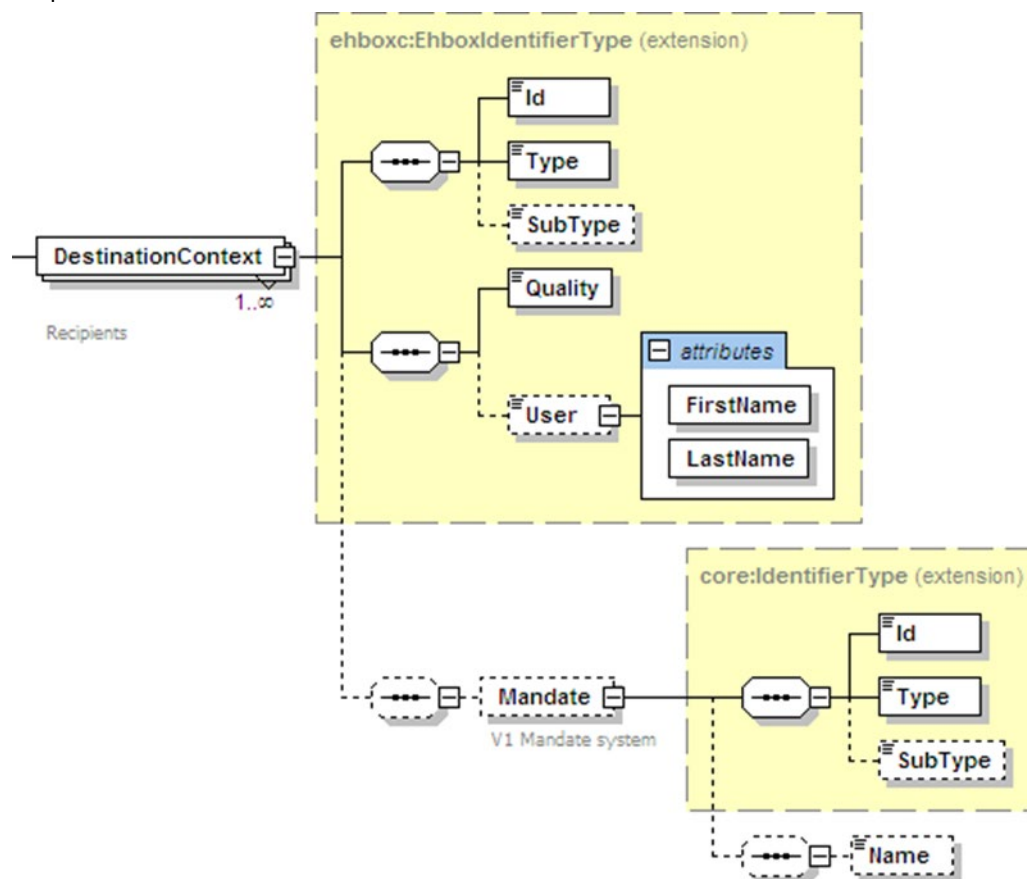 ehboxc:EhboxIdentifierType (extension)
Id
Type
SubType
DestinationContext
1..∞
Recipients
Quality
attributes
User
FirstName
LastName
core:IdentifierType (extension)
Id
Mandate
Type
V1 Mandate system
SubType
Name